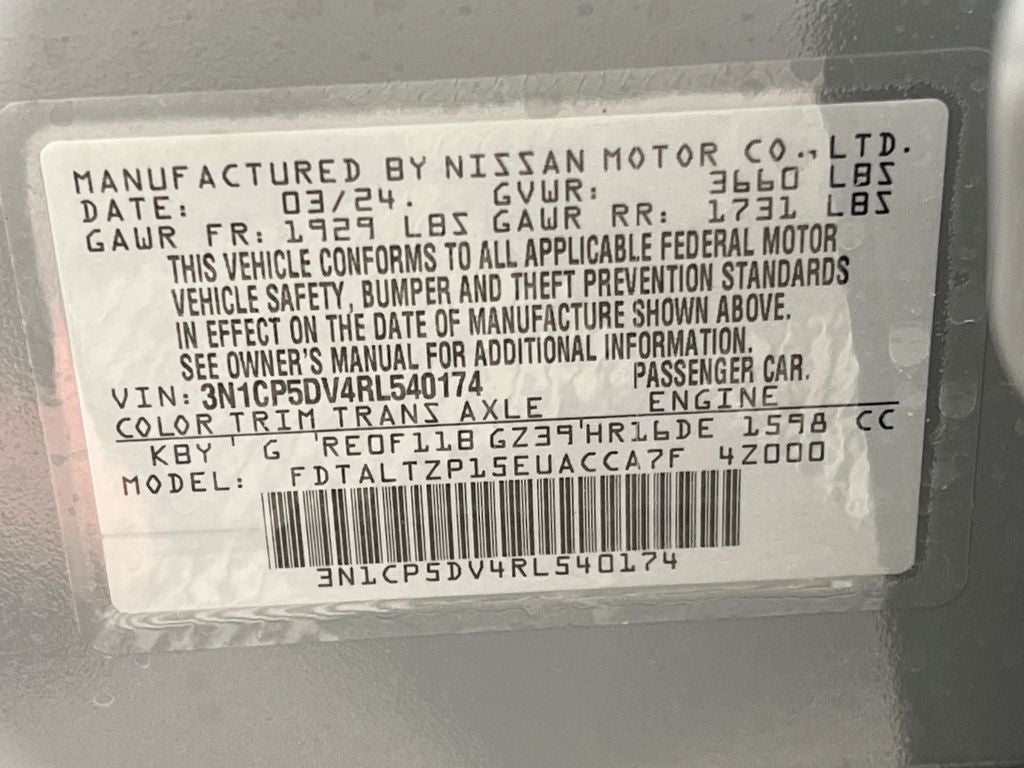 MANUFACTURED BY NISSAN MOTOR CO., LTD.
DATE: 03/24. GVWR: 3660 LBS
GAWR FR: 1929 LBS GAWR RR: 1731 LBS
THIS VEHICLE CONFORMS TO ALL APPLICABLE FEDERAL MOTOR
VEHICLE SAFETY, BUMPER AND THEFT PREVENTION STANDARDS
IN EFFECT ON THE DATE OF MANUFACTURE SHOWN ABOVE.
SEE OWNER'S MANUAL FOR ADDITIONAL INFORMATION.
VIN: 3N1CP5DV4RL540174 PASSENGER CAR.
COLOR TRIM TRANS AXLE ENGINE
KBY ' G 'RE0F11B GZ39'HR16DE 1598 CC
MODEL: FDTALTZP15EUACCA7F 4Z000
3N1CP5DV4RL540174